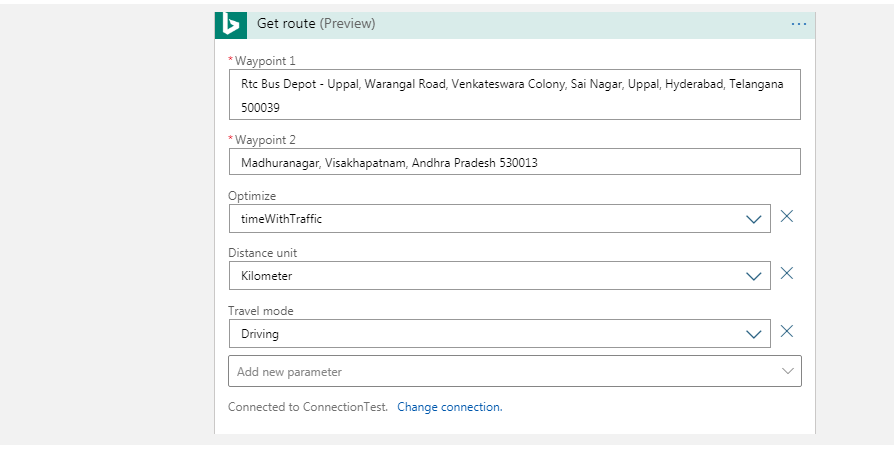 Get route (Preview)
...
* Waypoint 1
Rtc Bus Depot - Uppal, Warangal Road, Venkateswara Colony, Sai Nagar, Uppal, Hyderabad, Telangana
500039
* Waypoint 2
Madhuranagar, Visakhapatnam, Andhra Pradesh 530013
Optimize
timeWithTraffic
Distance unit
Kilometer
Travel mode
Driving
Add new parameter
Connected to ConnectionTest. Change connection.